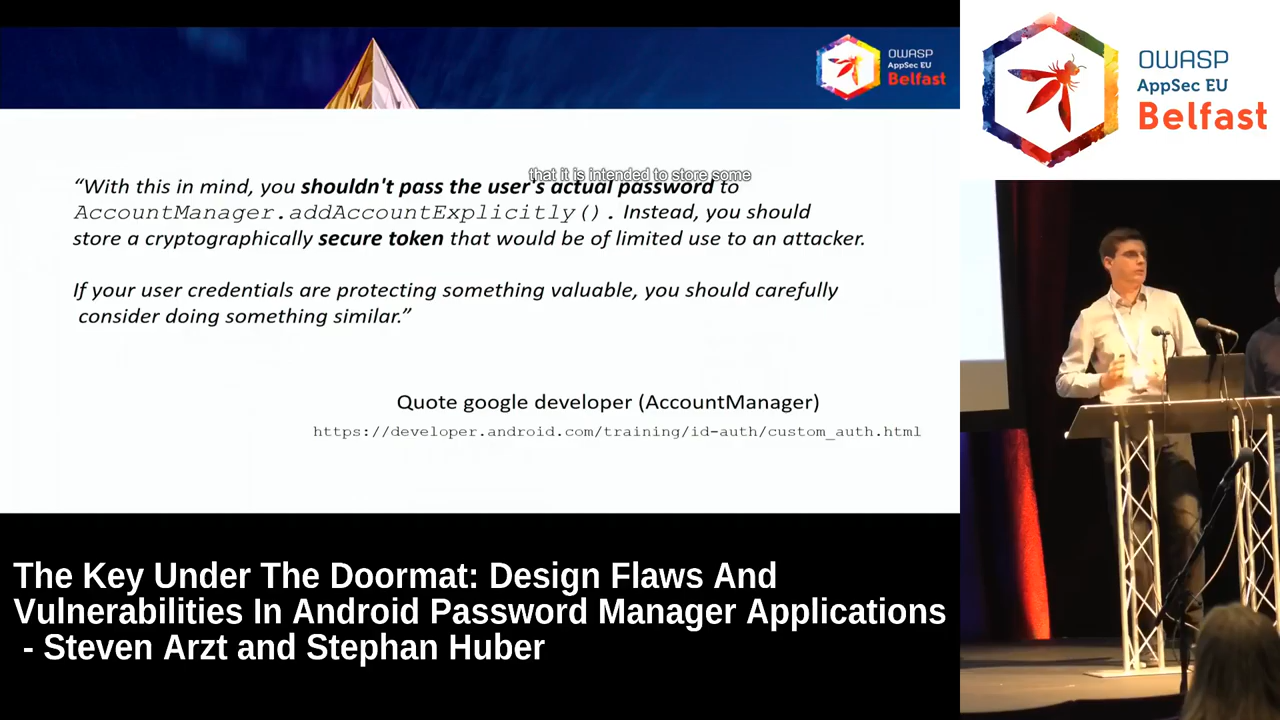 OWASP
AppSec EU
Belfast
that it is intended to store some
“With this in mind, you shouldn't pass the user's actual password to
AccountManager.addAccountExplicitly(). Instead, you should
store a cryptographically secure token that would be of limited use to an attacker.
If your user credentials are protecting something valuable, you should carefully
consider doing something similar.”
Quote google developer (AccountManager)
https://developer.android.com/training/id-auth/custom_auth.html
OWASP
AppSec EU
Belfast
The Key Under The Doormat: Design Flaws And
Vulnerabilities In Android Password Manager Applications
- Steven Arzt and Stephan Huber